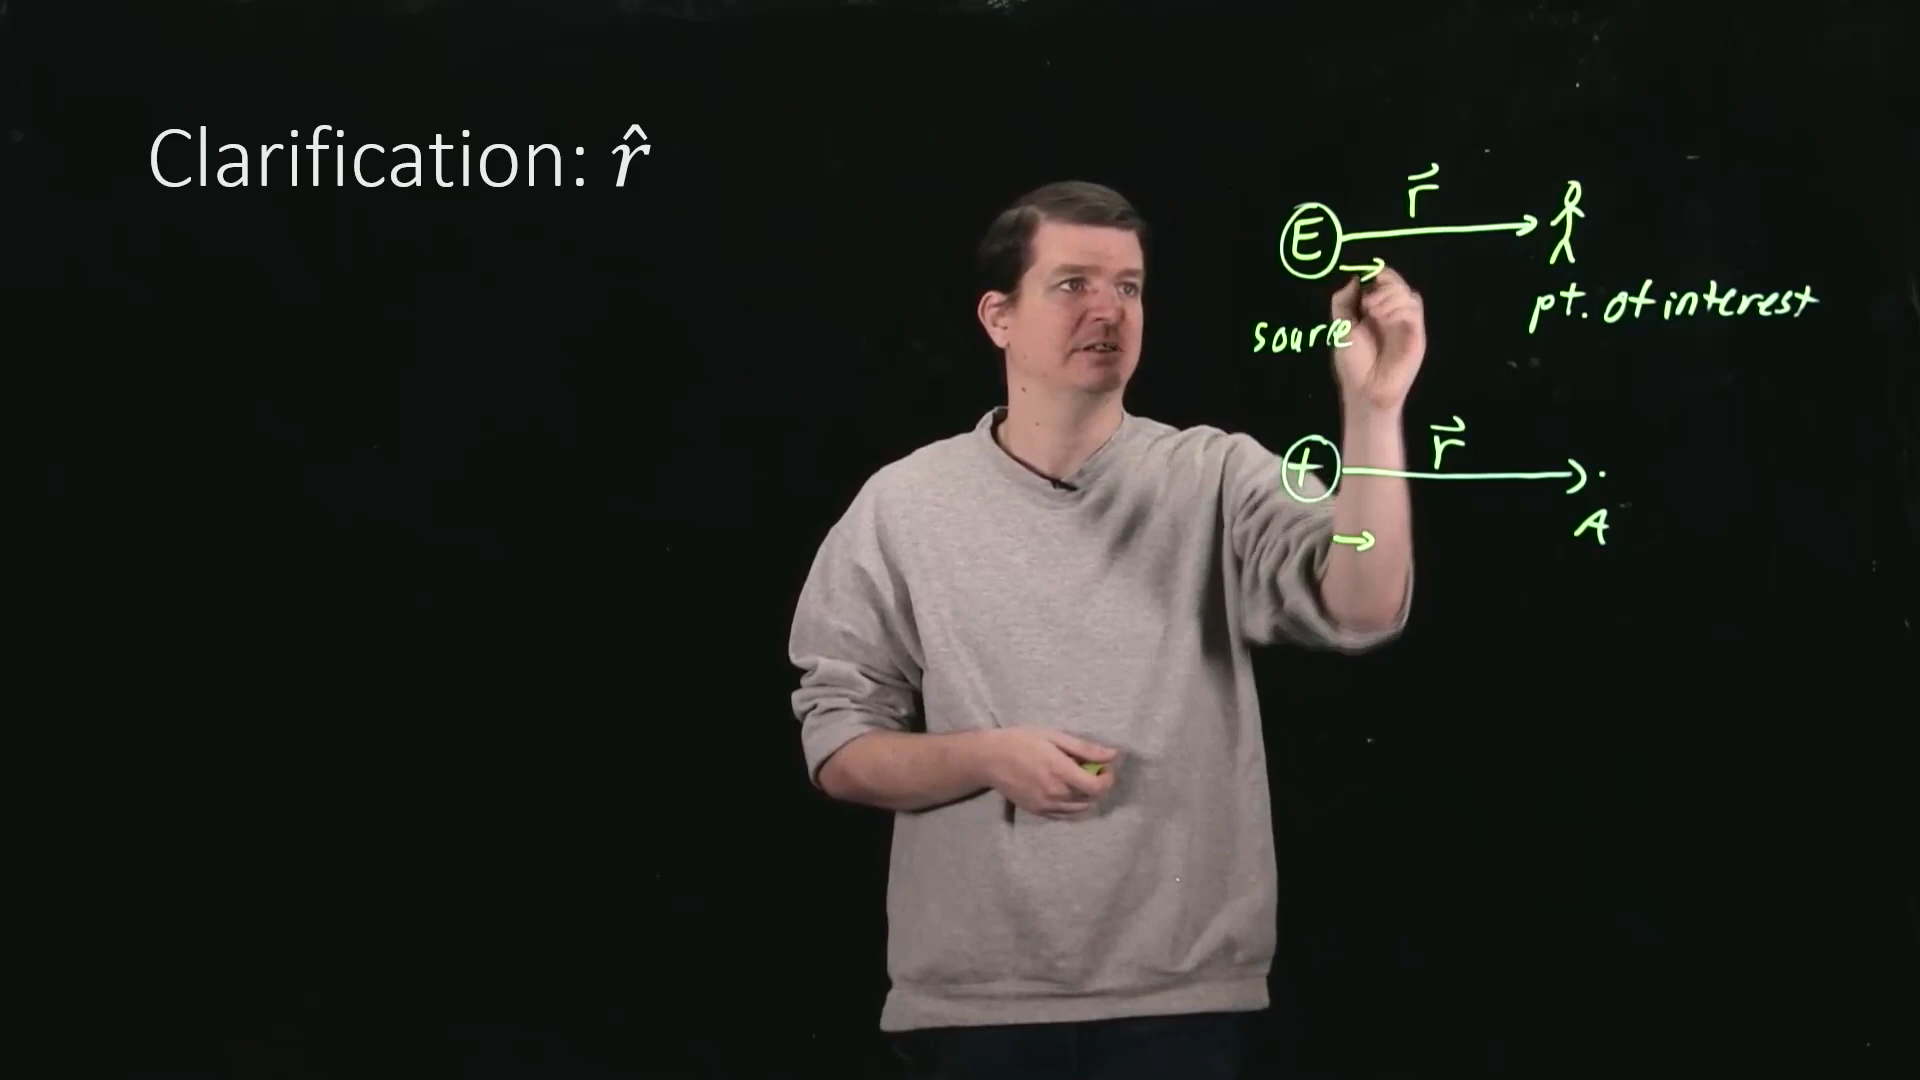 Clarification: r̂
r⃗
E
pt. of interest
source
r⃗
+
A